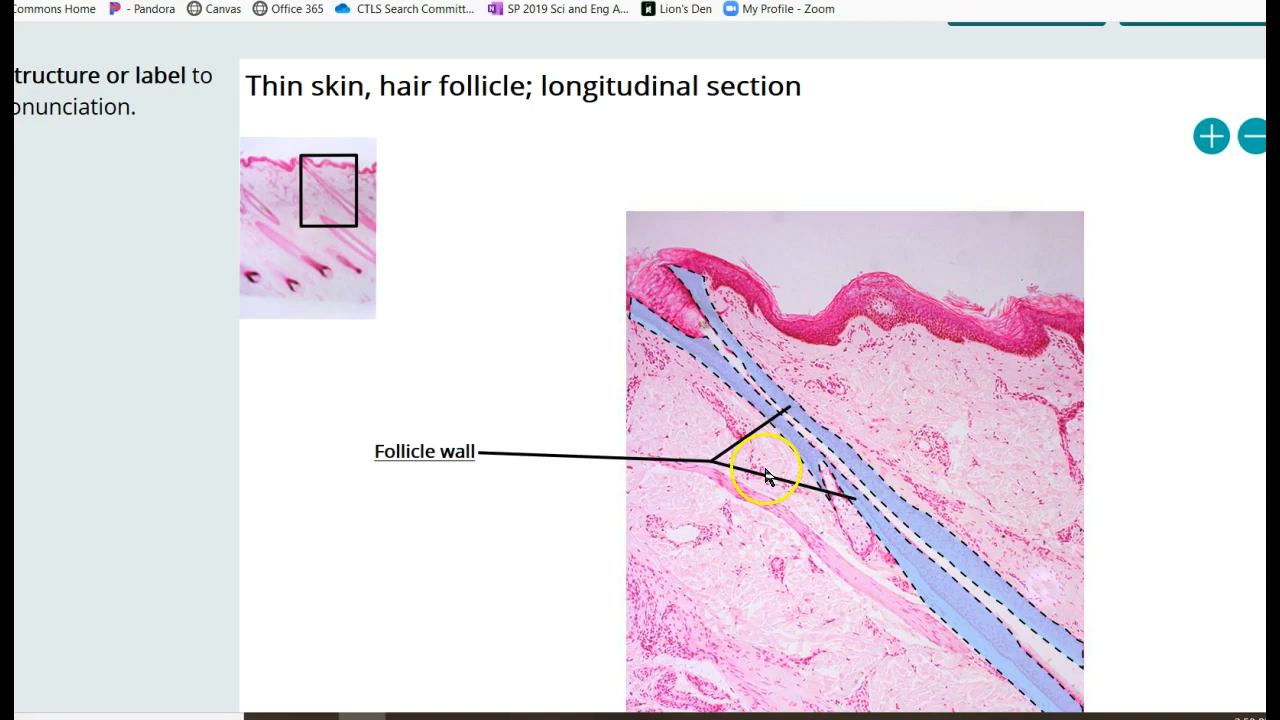 ommons Home - Pandora Canvas Office 365 CTLS Search Committ... SP 2019 Sci and Eng A... Lion's Den My Profile - Zoom
tructure or label to
onunciation.
Thin skin, hair follicle; longitudinal section
Follicle wall